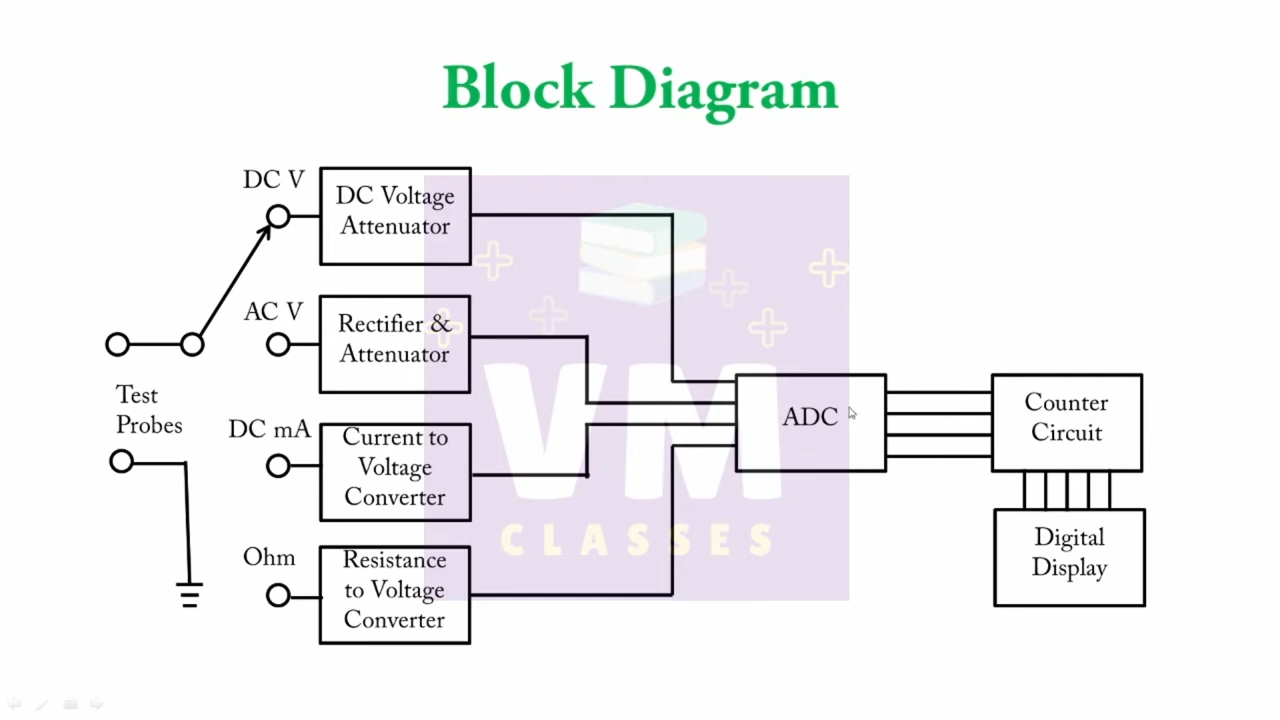 Block Diagram
DC V
DC Voltage
Attenuator
AC V
Rectifier &
Attenuator
Test
Probes
DC mA
Current to
Voltage
Converter
Ohm
Resistance
to Voltage
Converter
ADC
Counter
Circuit
Digital
Display
VM
CLASSES